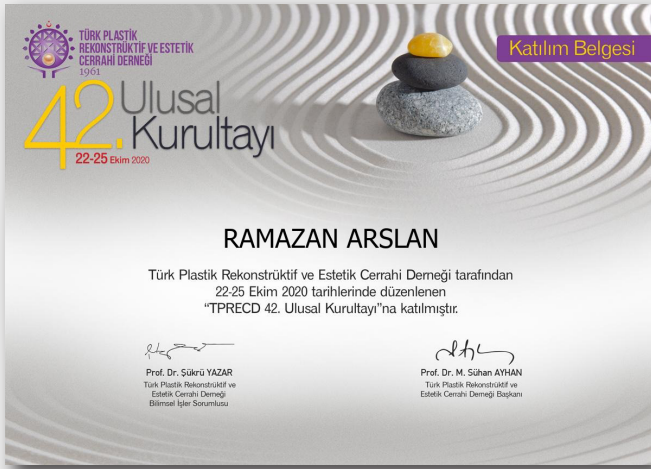 TÜRK PLASTİK
REKONSTRÜKTİF VE ESTETİK
CERRAHİ DERNEĞİ
1961
Katılım Belgesi
42. Ulusal
Kurultayı
22-25 Ekim 2020
RAMAZAN ARSLAN
Türk Plastik Rekonstrüktif ve Estetik Cerrahi Derneği tarafından
22-25 Ekim 2020 tarihlerinde düzenlenen
“TPRECD 42. Ulusal Kurultayı”na katılmıştır.
Prof. Dr. Şükrü YAZAR
Türk Plastik Rekonstrüktif ve
Estetik Cerrahi Derneği
Bilimsel İşler Sorumlusu
Prof. Dr. M. Sühan AYHAN
Türk Plastik Rekonstrüktif ve
Estetik Cerrahi Derneği Başkanı